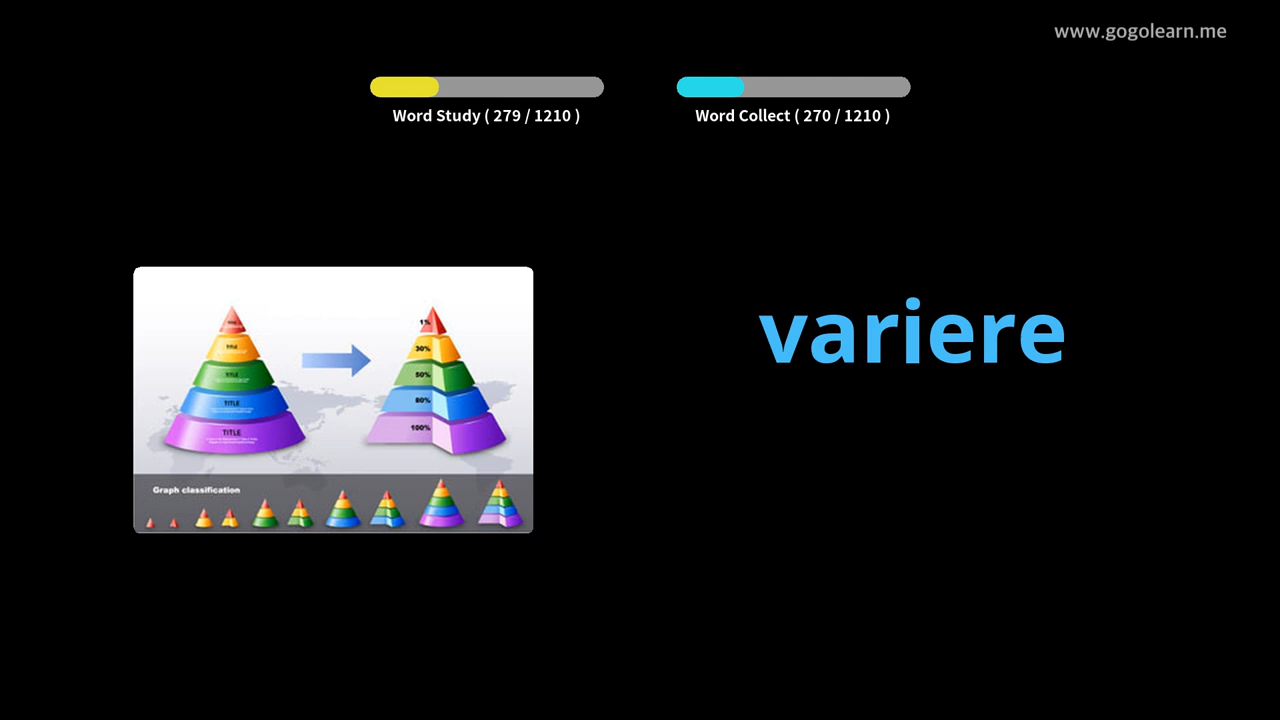 www.gogolearn.me
Word Study ( 279 / 1210 )
Word Collect ( 270 / 1210 )
variere
TITLE
TITLE
TITLE
TITLE
1%
30%
50%
80%
100%
Graph classification